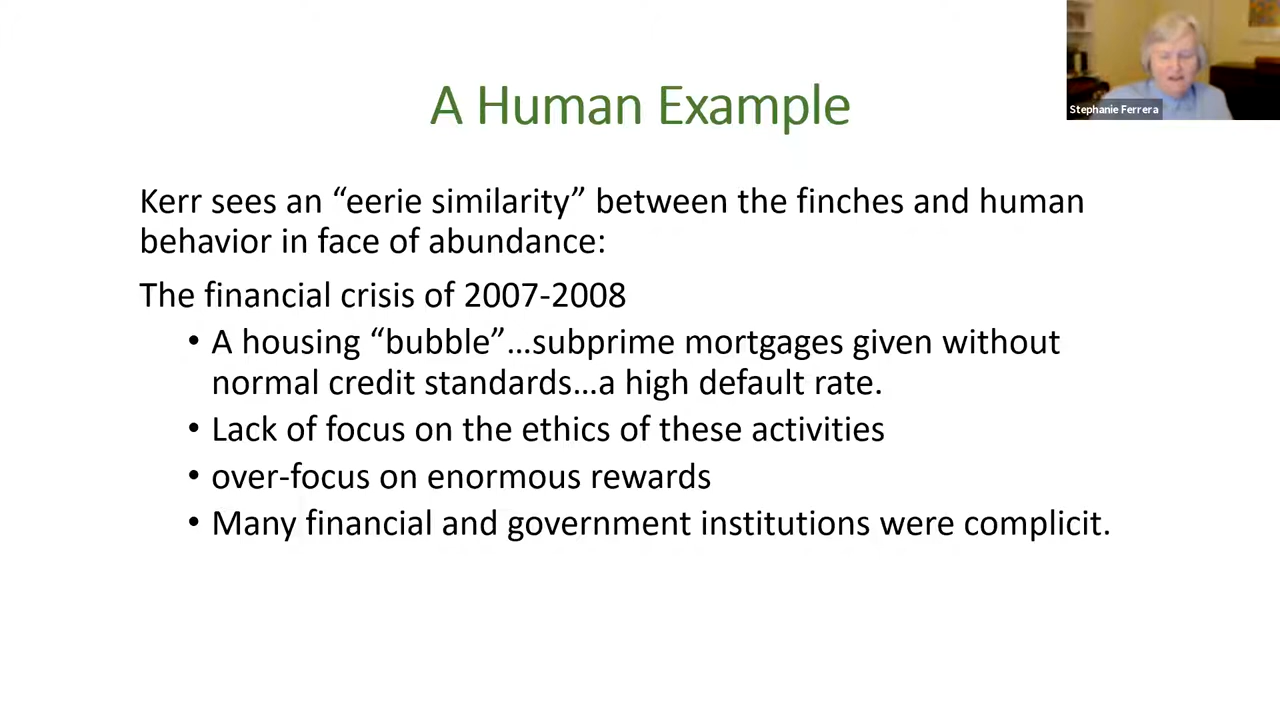 Stephanie Ferrera
A Human Example
Kerr sees an “eerie similarity” between the finches and human
behavior in face of abundance:
The financial crisis of 2007-2008
• A housing “bubble”…subprime mortgages given without
normal credit standards…a high default rate.
• Lack of focus on the ethics of these activities
• over-focus on enormous rewards
• Many financial and government institutions were complicit.